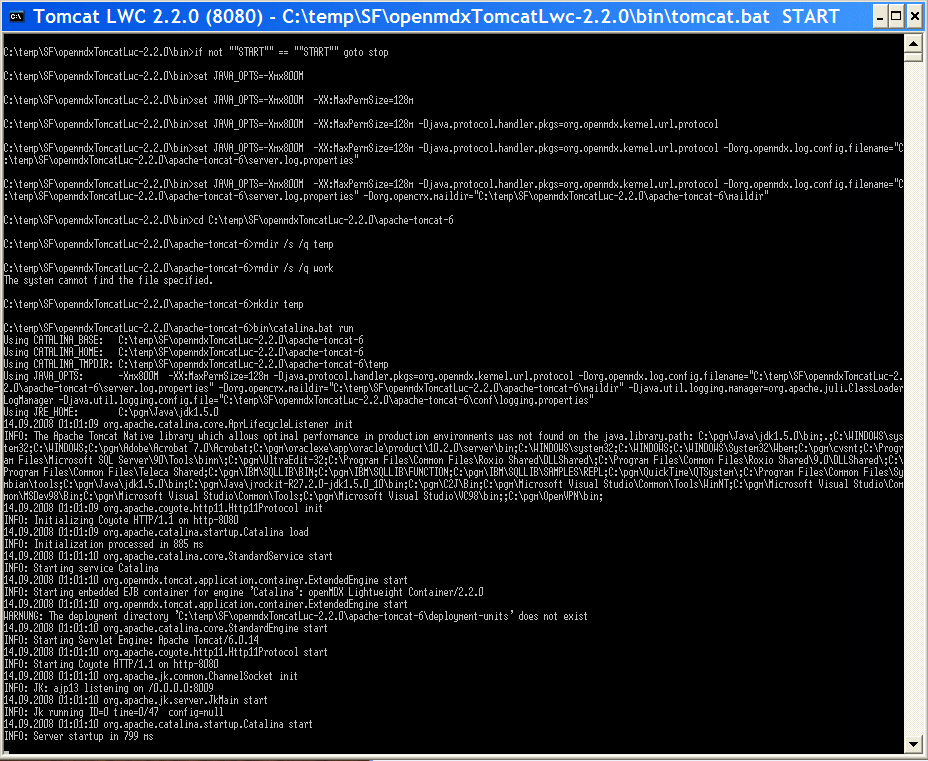 Tomcat LWC 2.2.0 (8080) - C:\temp\SF\openmdxTomcatLwc-2.2.0\bin\tomcat.bat  START
C:\temp\SF\openmdxTomcatLwc-2.2.0\bin>if not ""START"" == ""START"" goto stop
C:\temp\SF\openmdxTomcatLwc-2.2.0\bin>set JAVA_OPTS=-Xmx800M
C:\temp\SF\openmdxTomcatLwc-2.2.0\bin>set JAVA_OPTS=-Xmx800M  -XX:MaxPermSize=128m
C:\temp\SF\openmdxTomcatLwc-2.2.0\bin>set JAVA_OPTS=-Xmx800M  -XX:MaxPermSize=128m -Djava.protocol.handler.pkgs=org.openmdx.kernel.url.protocol
C:\temp\SF\openmdxTomcatLwc-2.2.0\bin>set JAVA_OPTS=-Xmx800M  -XX:MaxPermSize=128m -Djava.protocol.handler.pkgs=org.openmdx.kernel.url.protocol -Dorg.openmdx.log.config.filename="C
:\temp\SF\openmdxTomcatLwc-2.2.0\apache-tomcat-6\server.log.properties"
C:\temp\SF\openmdxTomcatLwc-2.2.0\bin>set JAVA_OPTS=-Xmx800M  -XX:MaxPermSize=128m -Djava.protocol.handler.pkgs=org.openmdx.kernel.url.protocol -Dorg.openmdx.log.config.filename="C
:\temp\SF\openmdxTomcatLwc-2.2.0\apache-tomcat-6\server.log.properties" -Dorg.opencrx.maildir="C:\temp\SF\openmdxTomcatLwc-2.2.0\apache-tomcat-6\maildir"
C:\temp\SF\openmdxTomcatLwc-2.2.0\bin>cd C:\temp\SF\openmdxTomcatLwc-2.2.0\apache-tomcat-6
C:\temp\SF\openmdxTomcatLwc-2.2.0\apache-tomcat-6>rmdir /s /q temp
C:\temp\SF\openmdxTomcatLwc-2.2.0\apache-tomcat-6>rmdir /s /q work
The system cannot find the file specified.
C:\temp\SF\openmdxTomcatLwc-2.2.0\apache-tomcat-6>mkdir temp
C:\temp\SF\openmdxTomcatLwc-2.2.0\apache-tomcat-6>bin\catalina.bat run
Using CATALINA_BASE:   C:\temp\SF\openmdxTomcatLwc-2.2.0\apache-tomcat-6
Using CATALINA_HOME:   C:\temp\SF\openmdxTomcatLwc-2.2.0\apache-tomcat-6
Using CATALINA_TMPDIR: C:\temp\SF\openmdxTomcatLwc-2.2.0\apache-tomcat-6\temp
Using JAVA_OPTS:       -Xmx800M  -XX:MaxPermSize=128m -Djava.protocol.handler.pkgs=org.openmdx.kernel.url.protocol -Dorg.openmdx.log.config.filename="C:\temp\SF\openmdxTomcatLwc-2.
2.0\apache-tomcat-6\server.log.properties" -Dorg.opencrx.maildir="C:\temp\SF\openmdxTomcatLwc-2.2.0\apache-tomcat-6\maildir" -Djava.util.logging.manager=org.apache.juli.ClassLoader
LogManager -Djava.util.logging.config.file="C:\temp\SF\openmdxTomcatLwc-2.2.0\apache-tomcat-6\conf\logging.properties"
Using JRE_HOME:        C:\pgm\Java\jdk1.5.0
14.09.2008 01:01:09 org.apache.catalina.core.AprLifecycleListener init
INFO: The Apache Tomcat Native library which allows optimal performance in production environments was not found on the java.library.path: C:\pgm\Java\jdk1.5.0\bin;.;C:\WINDOWS\sys
tem32;C:\WINDOWS;C:\pgm\Adobe\Acrobat 7.0\Acrobat;C:\pgm\oraclexe\app\oracle\product\10.2.0\server\bin;C:\WINDOWS\system32;C:\WINDOWS;C:\WINDOWS\System32\Wbem;C:\pgm\cvsnt;C:\Progr
am Files\Microsoft SQL Server\90\Tools\binn\;C:\pgm\UltraEdit-32;C:\Program Files\Common Files\Roxio Shared\DLLShared\;C:\Program Files\Common Files\Roxio Shared\9.0\DLLShared\;C:\
Program Files\Common Files\Teleca Shared;C:\pgm\IBM\SQLLIB\BIN;C:\pgm\IBM\SQLLIB\FUNCTION;C:\pgm\IBM\SQLLIB\SAMPLES\REPL;C:\pgm\QuickTime\QTSystem\;C:\Program Files\Common Files\Sy
mbian\tools;C:\pgm\Java\jdk1.5.0\bin;C:\pgm\Java\jrockit-R27.2.0-jdk1.5.0_10\bin;C:\pgm\C2J\Bin;C:\pgm\Microsoft Visual Studio\Common\Tools\WinNT;C:\pgm\Microsoft Visual Studio\Com
mon\MSDev98\Bin;C:\pgm\Microsoft Visual Studio\Common\Tools;C:\pgm\Microsoft Visual Studio\VC98\bin;;C:\pgm\OpenVPN\bin;
14.09.2008 01:01:09 org.apache.coyote.http11.Http11Protocol init
INFO: Initializing Coyote HTTP/1.1 on http-8080
14.09.2008 01:01:09 org.apache.catalina.startup.Catalina load
INFO: Initialization processed in 885 ms
14.09.2008 01:01:10 org.apache.catalina.core.StandardService start
INFO: Starting service Catalina
14.09.2008 01:01:10 org.openmdx.tomcat.application.container.ExtendedEngine start
INFO: Starting embedded EJB container for engine 'Catalina': openMDX Lightweight Container/2.2.0
14.09.2008 01:01:10 org.openmdx.tomcat.application.container.ExtendedEngine start
WARNUNG: The deployment directory 'C:\temp\SF\openmdxTomcatLwc-2.2.0\apache-tomcat-6\deployment-units' does not exist
14.09.2008 01:01:10 org.apache.catalina.core.StandardEngine start
INFO: Starting Servlet Engine: Apache Tomcat/6.0.14
14.09.2008 01:01:10 org.apache.coyote.http11.Http11Protocol start
INFO: Starting Coyote HTTP/1.1 on http-8080
14.09.2008 01:01:10 org.apache.jk.common.ChannelSocket init
INFO: JK: ajp13 listening on /0.0.0.0:8009
14.09.2008 01:01:10 org.apache.jk.server.JkMain start
INFO: Jk running ID=0 time=0/47  config=null
14.09.2008 01:01:10 org.apache.catalina.startup.Catalina start
INFO: Server startup in 799 ms